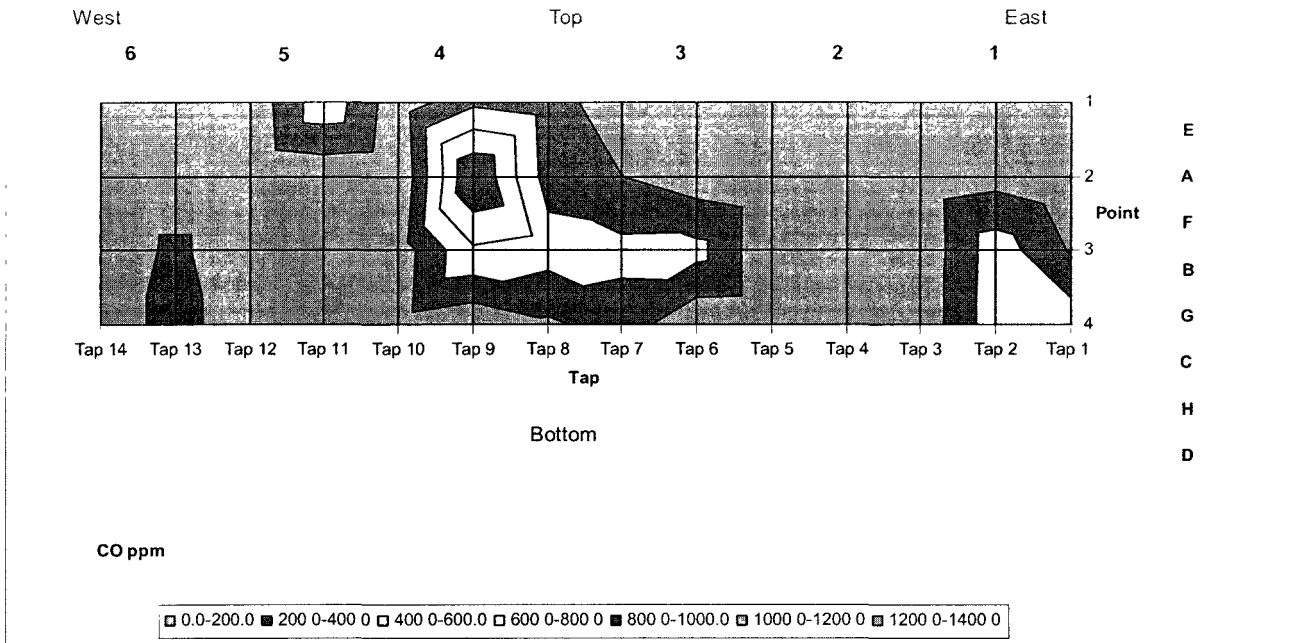 West Top East
6 5 4 3 2 1
1
E
2 A
Point F
3
B
4 G
Tap 14 Tap 13 Tap 12 Tap 11 Tap 10 Tap 9 Tap 8 Tap 7 Tap 6 Tap 5 Tap 4 Tap 3 Tap 2 Tap 1
C
Tap
H
Bottom
D
CO ppm
0.0-200.0 200 0-400 0 400 0-600.0 600 0-800 0 800 0-1000.0 1000 0-1200 0 1200 0-1400 0